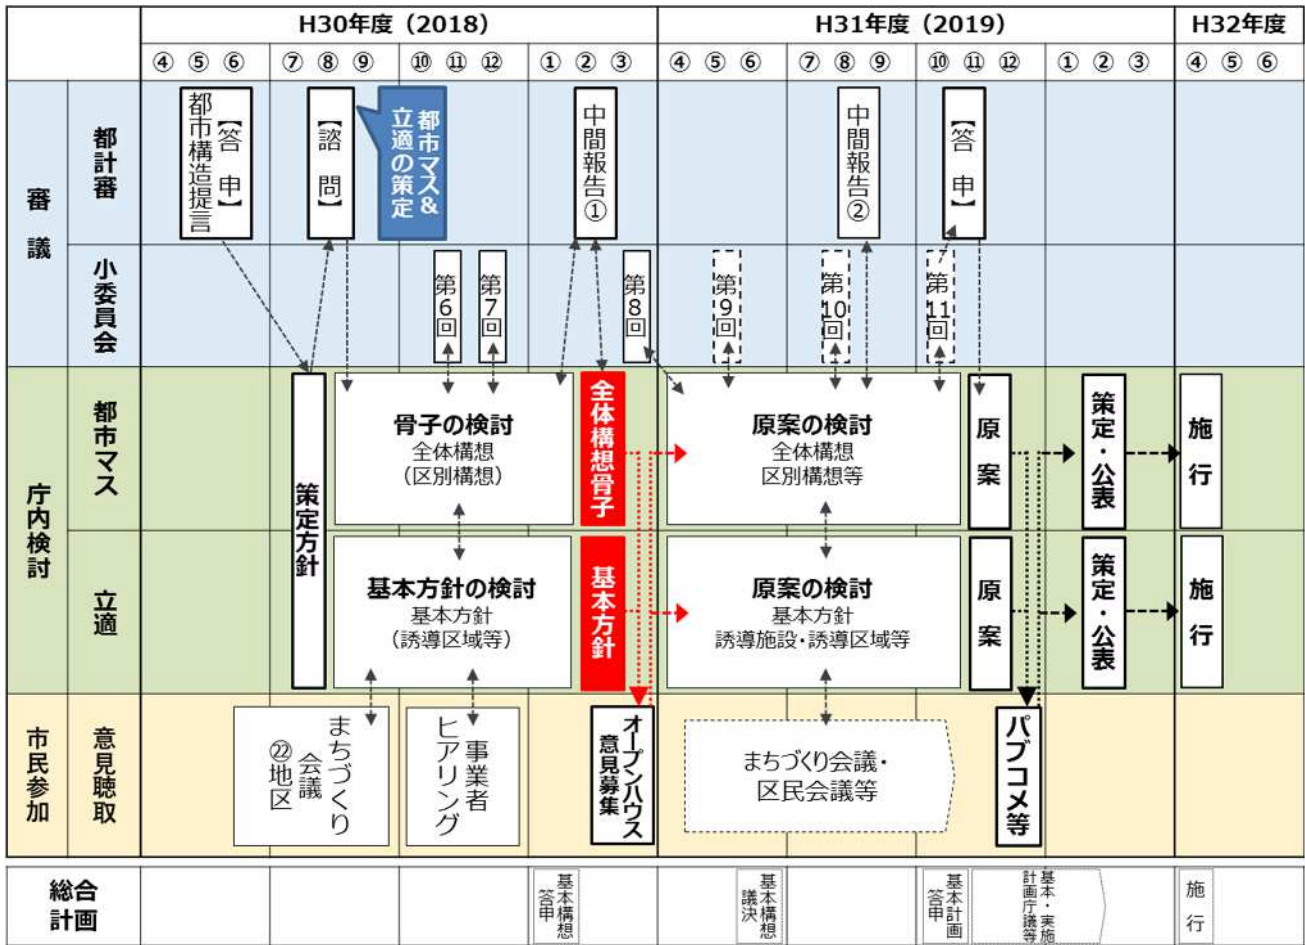 H30年度（2018）
H31年度（2019）
H32年度
④ ⑤ ⑥
⑦ ⑧ ⑨
⑩ ⑪ ⑫
① ② ③
④ ⑤ ⑥
⑦ ⑧ ⑨
⑩ ⑪ ⑫
① ② ③
④ ⑤ ⑥
審議
都計審
【答申】
都市構造提言
【諮問】
都市マス&
立適の策定
中間報告①
中間報告②
【答申】
小委員会
第6回
第7回
第8回
第9回
第10回
第11回
庁内検討
都市マス
策定方針
骨子の検討
全体構想
（区別構想）
全体構想骨子
原案の検討
全体構想
区別構想等
原案
策定・公表
施行
立適
基本方針の検討
基本方針
（誘導区域等）
基本方針
原案の検討
基本方針
誘導施設・誘導区域等
原案
策定・公表
施行
市民参加
意見聴取
まちづくり
会議
㉒地区
事業者
ヒアリング
オープンハウス
意見募集
まちづくり会議・
区民会議等
パブコメ等
総合
計画
基本構想
答申
基本構想
議決
基本計画
答申
基本・実施
計画庁議等
施行